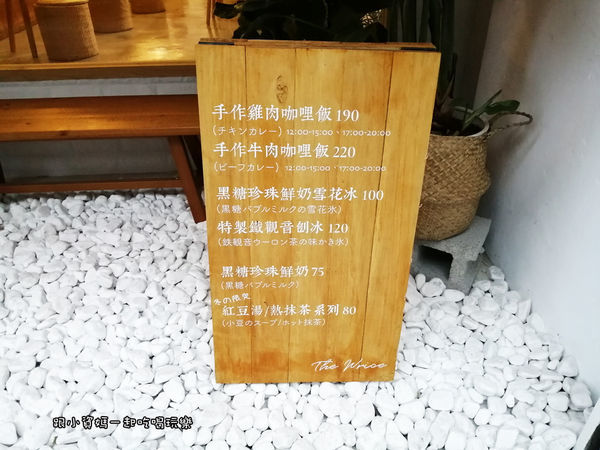 手作雞肉咖哩飯 190
(チキンカレー) 12:00-15:00、17:00-20:00
手作牛肉咖哩飯 220
(ビーフカレー) 12:00-15:00、17:00-20:00
黑糖珍珠鮮奶雪花冰 100
(黒糖バブルミルクの雪花氷)
特製鐵觀音刨冰 120
(鉄観音ウーロン茶の味かき氷)
黑糖珍珠鮮奶 75
(黒糖バブルミルク)
冬の限定
紅豆湯/熱抹茶系列 80
(小豆のスープ/ホット抹茶)
The Wrice
跟小資媽一起吃喝玩樂